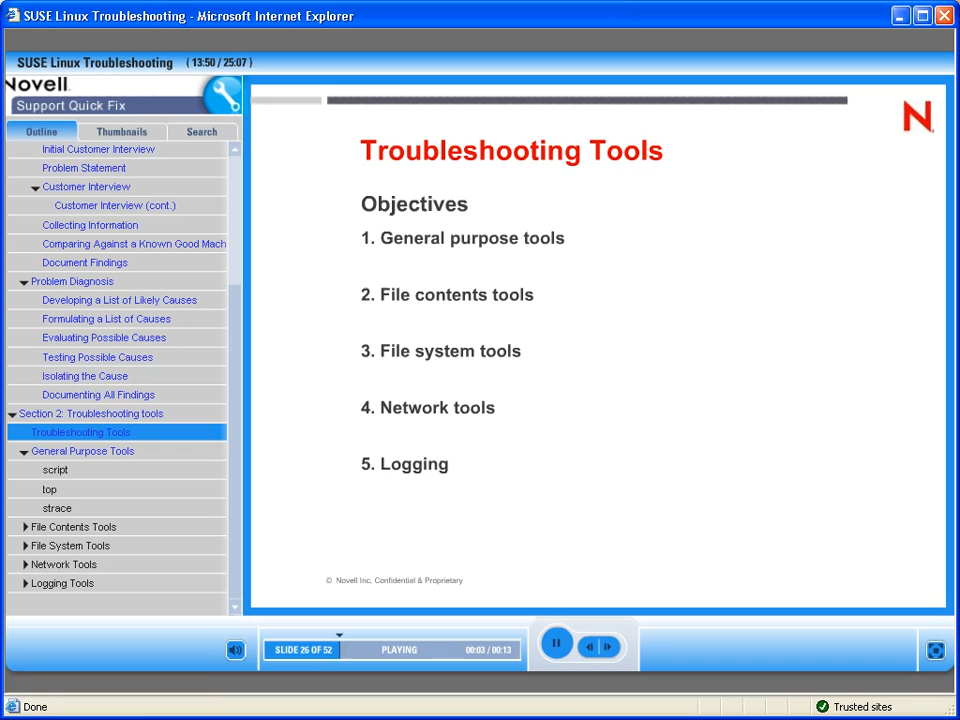 SUSE Linux Troubleshooting - Microsoft Internet Explorer
SUSE Linux Troubleshooting (13:50 / 25:07)
Novell.
Support Quick Fix
Outline Thumbnails Search
Initial Customer Interview
Problem Statement
Customer Interview
Customer Interview (cont.)
Collecting Information
Comparing Against a Known Good Mach
Document Findings
Problem Diagnosis
Developing a List of Likely Causes
Formulating a List of Causes
Evaluating Possible Causes
Testing Possible Causes
Isolating the Cause
Documenting All Findings
Section 2: Troubleshooting tools
Troubleshooting Tools
General Purpose Tools
script
top
strace
File Contents Tools
File System Tools
Network Tools
Logging Tools
N
Troubleshooting Tools
Objectives
1. General purpose tools
2. File contents tools
3. File system tools
4. Network tools
5. Logging
© Novell Inc, Confidential & Proprietary
SLIDE 26 OF 52 PLAYING 00:03 / 00:13
Done Trusted sites